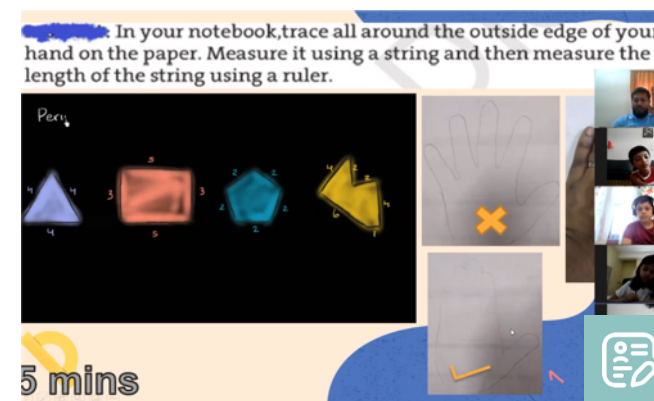 : In your notebook,trace all around the outside edge of your
hand on the paper. Measure it using a string and then measure the
length of the string using a ruler.
Peri
5
2 2
4 2
2
4 4
3 3
2 2
6 4
4
5
2
1
5 mins